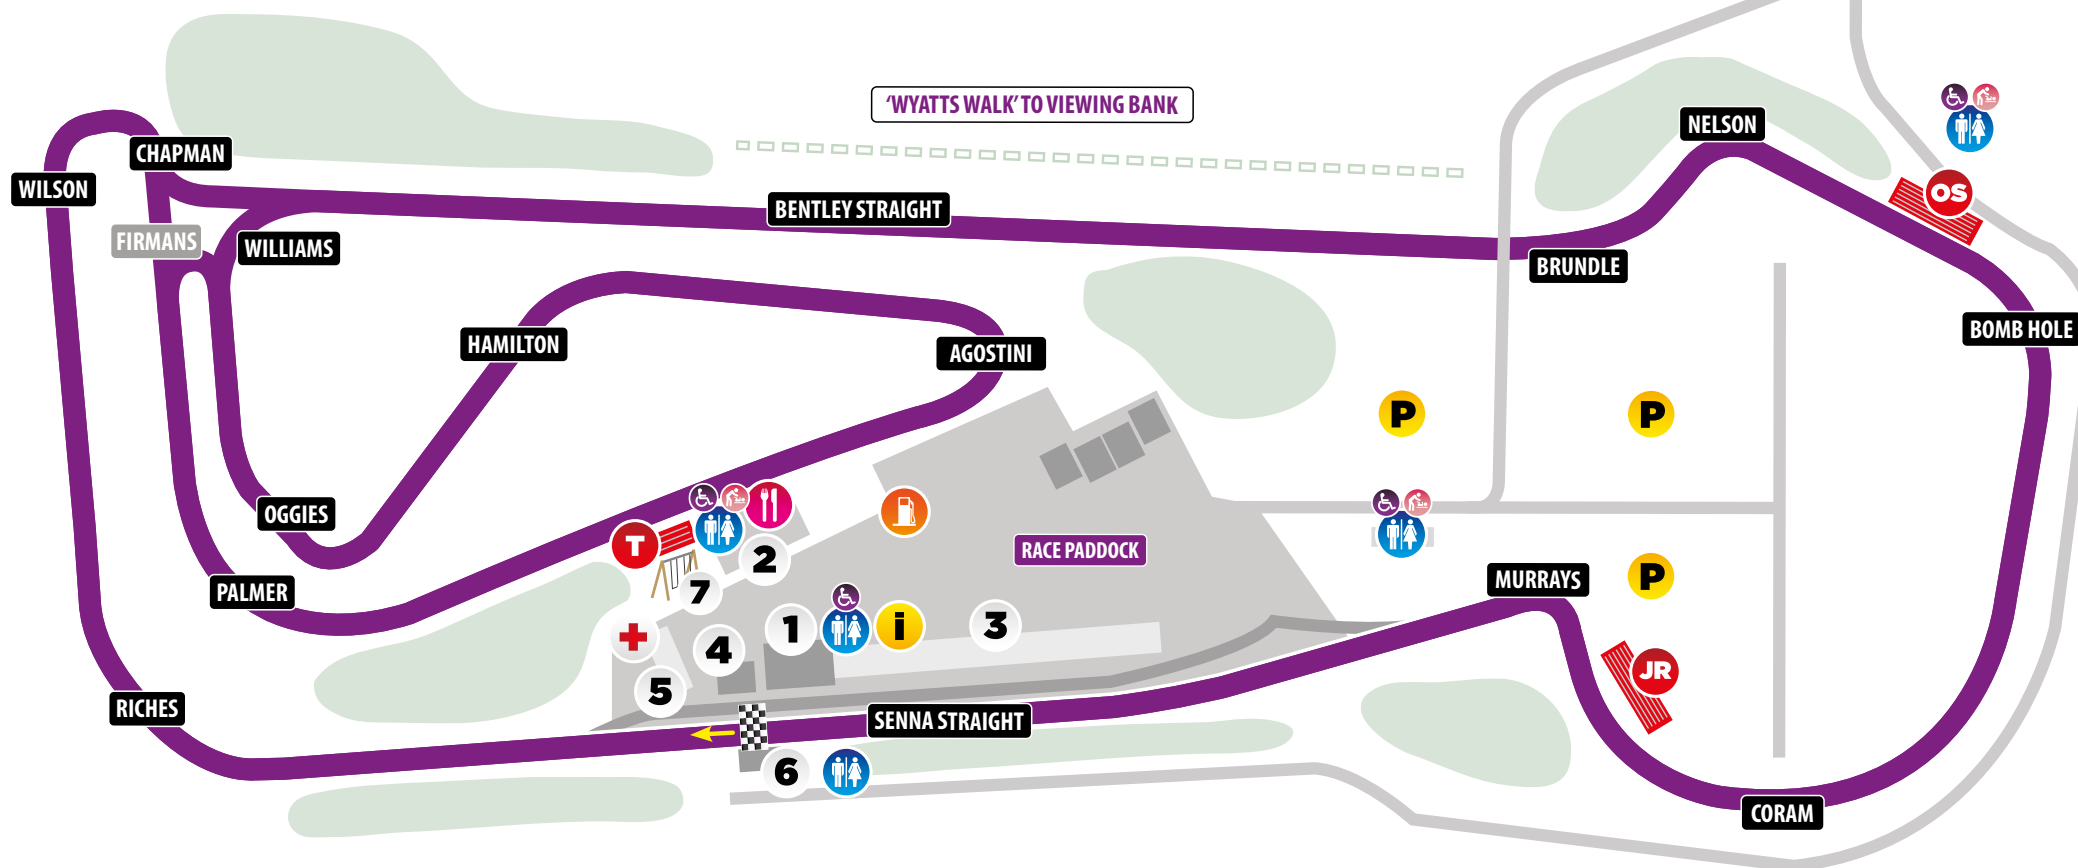 ‘WYATTS WALK’ TO VIEWING BANK
NELSON
CHAPMAN
WILSON
OS
BENTLEY STRAIGHT
FIRMANS
WILLIAMS
BRUNDLE
BOMB HOLE
HAMILTON
AGOSTINI
P
P
OGGIES
T
2
RACE PADDOCK
MURRAYS
P
PALMER
7
1
i
3
4
JR
5
RICHES
SENNA STRAIGHT
6
CORAM